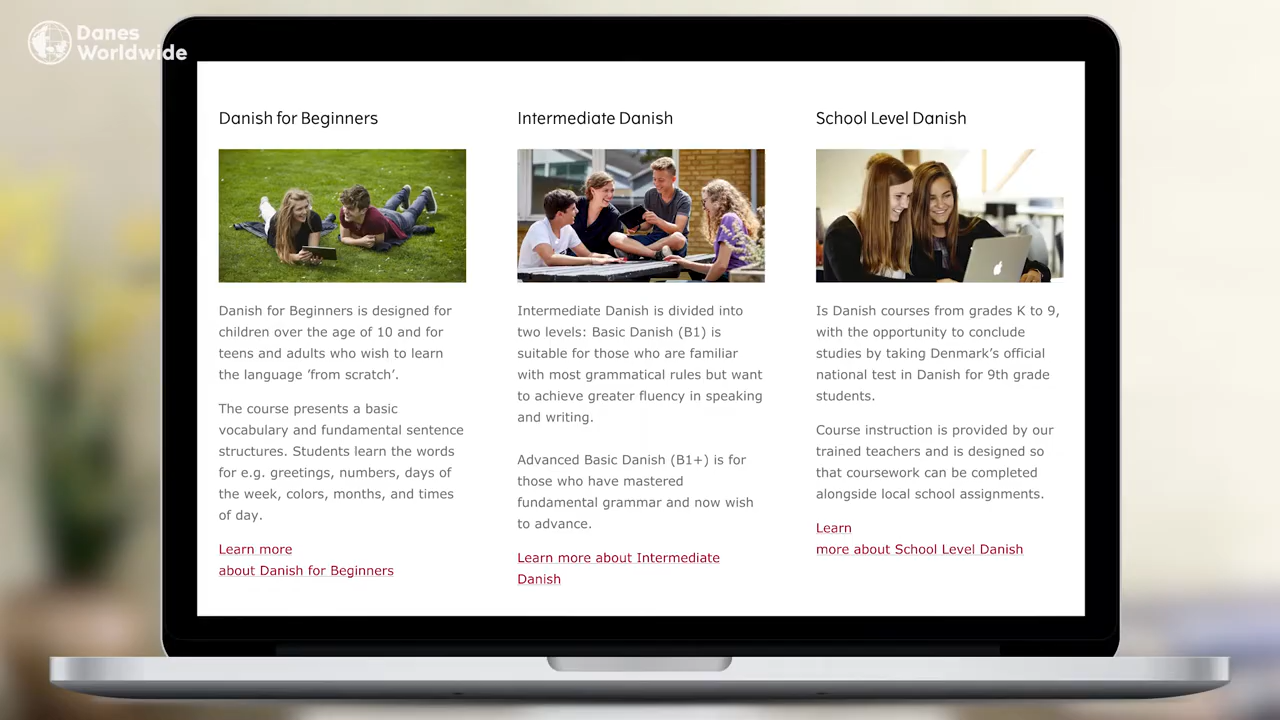 Danes
Worldwide
Danish for Beginners
Danish for Beginners is designed for
children over the age of 10 and for
teens and adults who wish to learn
the language ’from scratch’.
The course presents a basic
vocabulary and fundamental sentence
structures. Students learn the words
for e.g. greetings, numbers, days of
the week, colors, months, and times
of day.
Learn more
about Danish for Beginners
Intermediate Danish
Intermediate Danish is divided into
two levels: Basic Danish (B1) is
suitable for those who are familiar
with most grammatical rules but want
to achieve greater fluency in speaking
and writing.
Advanced Basic Danish (B1+) is for
those who have mastered
fundamental grammar and now wish
to advance.
Learn more about Intermediate
Danish
School Level Danish
Is Danish courses from grades K to 9,
with the opportunity to conclude
studies by taking Denmark’s official
national test in Danish for 9th grade
students.
Course instruction is provided by our
trained teachers and is designed so
that coursework can be completed
alongside local school assignments.
Learn
more about School Level Danish